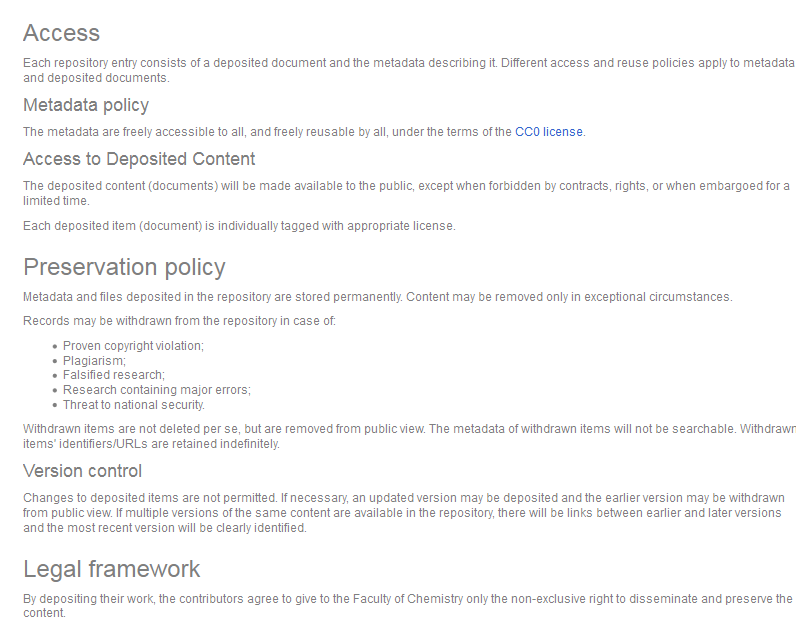 Access
Each repository entry consists of a deposited document and the metadata describing it. Different access and reuse policies apply to metadata
and deposited documents.
Metadata policy
The metadata are freely accessible to all, and freely reusable by all, under the terms of the CC0 license.
Access to Deposited Content
The deposited content (documents) will be made available to the public, except when forbidden by contracts, rights, or when embargoed for a
limited time.
Each deposited item (document) is individually tagged with appropriate license.
Preservation policy
Metadata and files deposited in the repository are stored permanently. Content may be removed only in exceptional circumstances.
Records may be withdrawn from the repository in case of:
• Proven copyright violation;
• Plagiarism;
• Falsified research;
• Research containing major errors;
• Threat to national security.
Withdrawn items are not deleted per se, but are removed from public view. The metadata of withdrawn items will not be searchable. Withdrawn
items' identifiers/URLs are retained indefinitely.
Version control
Changes to deposited items are not permitted. If necessary, an updated version may be deposited and the earlier version may be withdrawn
from public view. If multiple versions of the same content are available in the repository, there will be links between earlier and later versions
and the most recent version will be clearly identified.
Legal framework
By depositing their work, the contributors agree to give to the Faculty of Chemistry only the non-exclusive right to disseminate and preserve the
content.